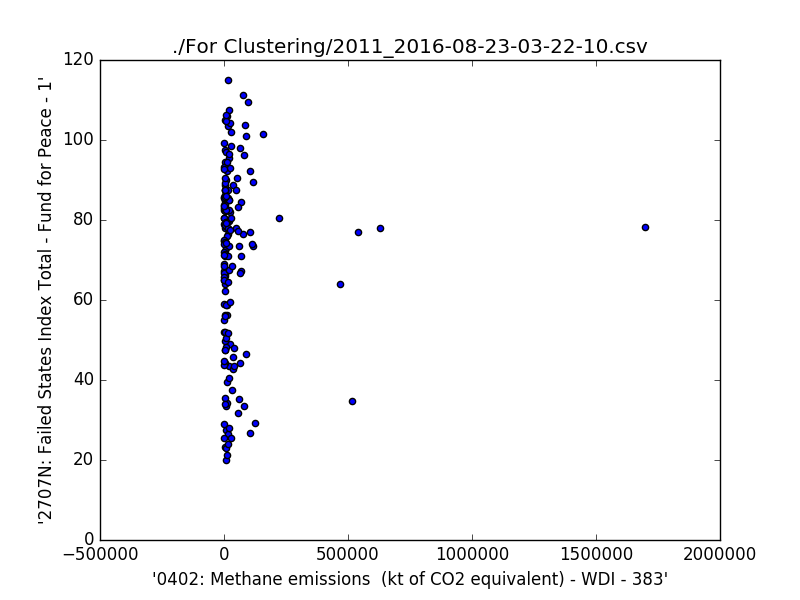 ./For Clustering/2011_2016-08-23-03-22-10.csv
120
100
80
60
40
20
0
'2707N: Failed States Index Total - Fund for Peace - 1'
−500000 0 500000 1000000 1500000 2000000
'0402: Methane emissions  (kt of CO2 equivalent) - WDI - 383'